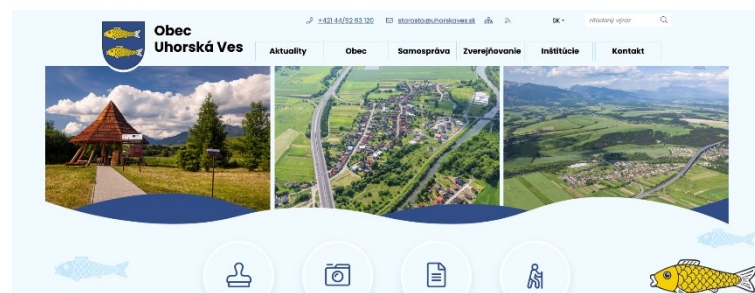 Obec
Uhorská Ves
+421 44/52 63 120
starosta@uhorskaves.sk
SK
Hľadaný výraz
Aktuality
Obec
Samospráva
Zverejňovanie
Inštitúcie
Kontakt